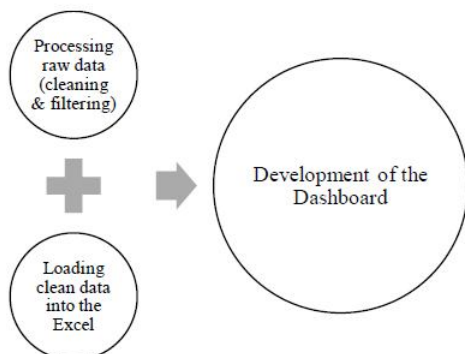 Processing
raw data
(cleaning
& filtering)
Loading
clean data
into the
Excel
Development of the
Dashboard